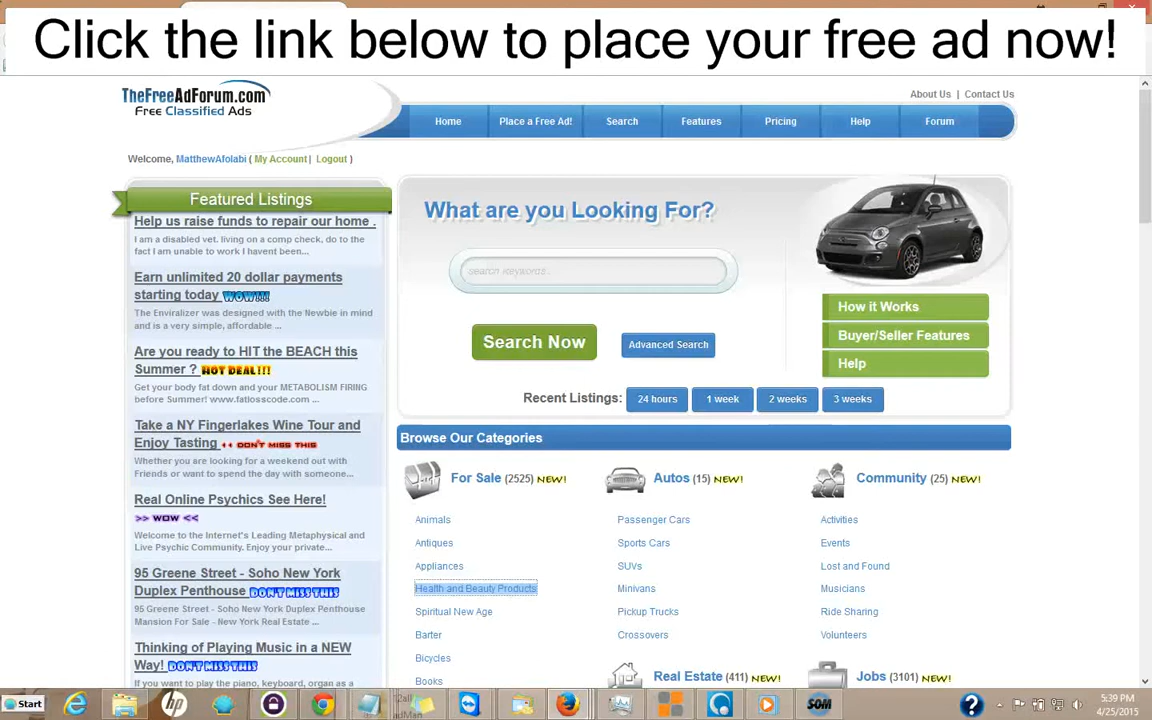 Click the link below to place your free ad now!
TheFreeAdForum.com
Free Classified Ads
About Us | Contact Us
Home Place a Free Ad! Search Features Pricing Help Forum
Welcome, MatthewAfolabi ( My Account | Logout )
Featured Listings
Help us raise funds to repair our home .
I am a disabled vet. living on a comp check, do to the
fact I am unable to work I havent been...
Earn unlimited 20 dollar payments
starting today WOW!!!
The Enviralizer was designed with the Newbie in mind
and is a very simple, affordable ...
Are you ready to HIT the BEACH this
Summer ? HOT DEAL!!!
Get your body fat down and your METABOLISM FIRING
before Summer! www.fatlosscode.com ...
Take a NY Fingerlakes Wine Tour and
Enjoy Tasting DON'T MISS THIS
Whether you are looking for a weekend out with
Friends or want to spend the day with someone...
Real Online Psychics See Here!
>> WOW <<
Welcome to the Internet's Leading Metaphysical and
Live Psychic Community. Enjoy your private...
95 Greene Street - Soho New York
Duplex Penthouse DON'T MISS THIS
95 Greene Street - Soho New York Duplex Penthouse
Mansion For Sale - New York Real Estate ...
Thinking of Playing Music in a NEW
Way! DON'T MISS THIS
If you want to play the piano, keyboard, organ as a
What are you Looking For?
search keywords..
Search Now
Advanced Search
How it Works
Buyer/Seller Features
Help
Recent Listings: 24 hours 1 week 2 weeks 3 weeks
Browse Our Categories
For Sale (2525) NEW!
Animals
Antiques
Appliances
Health and Beauty Products
Spiritual New Age
Barter
Bicycles
Books
Autos (15) NEW!
Passenger Cars
Sports Cars
SUVs
Minivans
Pickup Trucks
Crossovers
Real Estate (411) NEW!
Community (25) NEW!
Activities
Events
Lost and Found
Musicians
Ride Sharing
Volunteers
Jobs (3101) NEW!
Start
hp
SOM
5:39 PM
4/25/2015